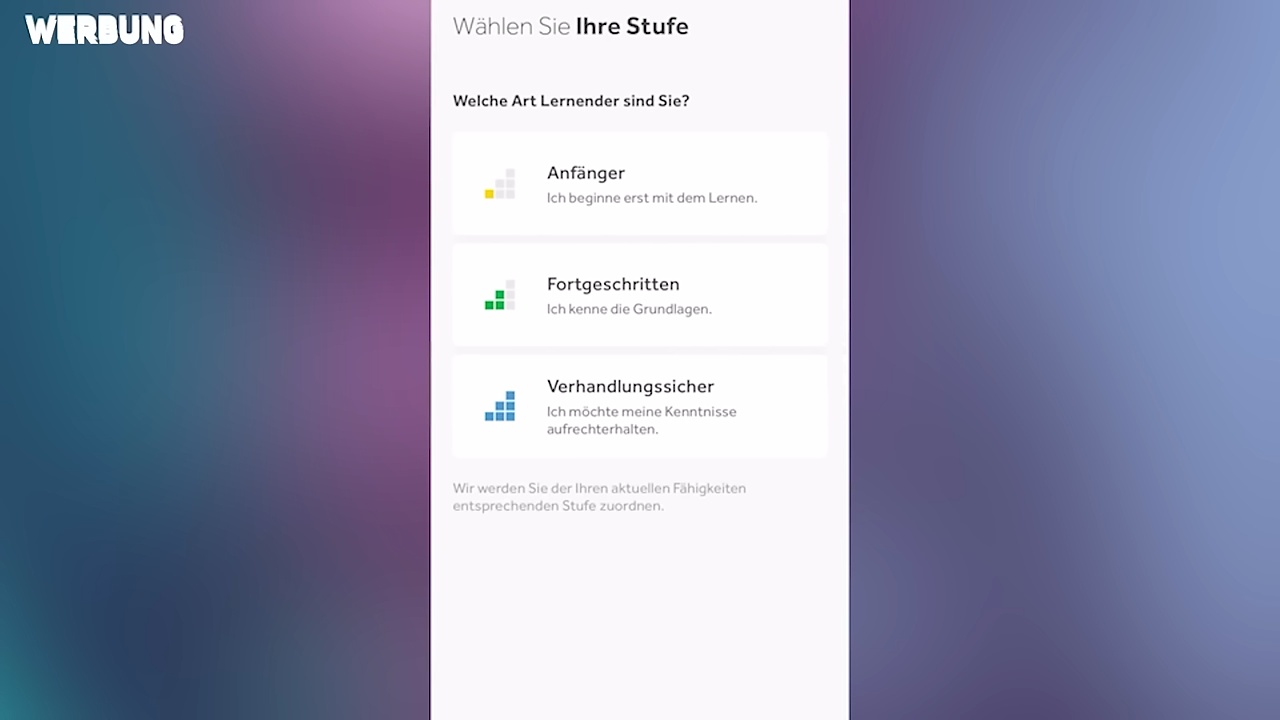 WERBUNG
Wählen Sie Ihre Stufe
Welche Art Lernender sind Sie?
Anfänger
Ich beginne erst mit dem Lernen.
Fortgeschritten
Ich kenne die Grundlagen.
Verhandlungssicher
Ich möchte meine Kenntnisse
aufrechterhalten.
Wir werden Sie der Ihren aktuellen Fähigkeiten
entsprechenden Stufe zuordnen.